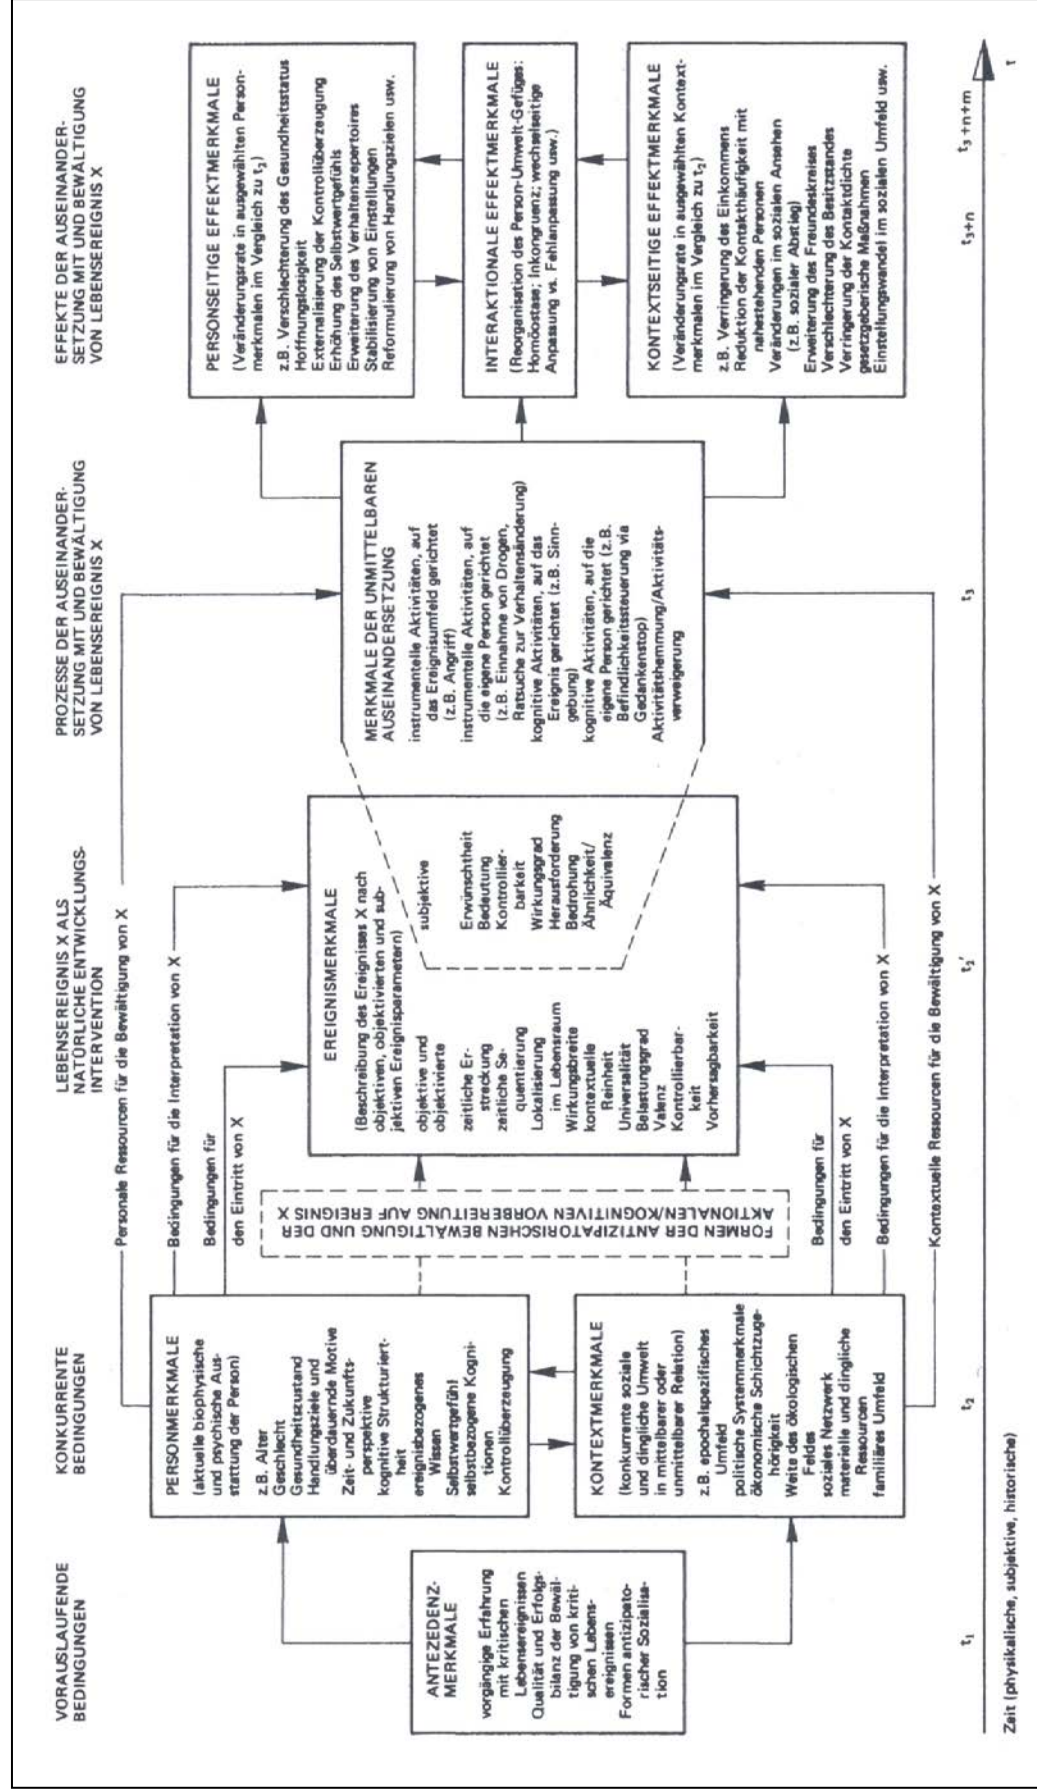 VORAUSLAUFENDE
BEDINGUNGEN
KONKURRENTE
BEDINGUNGEN
LEBENSEREIGNIS X ALS
NATÜRLICHE ENTWICKLUNGS-
INTERVENTION
PROZESSE DER AUSEINANDER-
SETZUNG MIT UND BEWÄLTIGUNG
VON LEBENSEREIGNIS X
EFFEKTE DER AUSEINANDER-
SETZUNG MIT UND BEWÄLTIGUNG
VON LEBENSEREIGNIS X
ANTEZEDENZ-
MERKMALE
vorgängige Erfahrung
mit kritischen
Lebensereignissen
Qualität und Erfolgs-
bilanz der Bewäl-
tigung von kriti-
schen Lebens-
ereignissen
Formen antizipato-
rischer Sozialisa-
tion
PERSONMERKMALE
(aktuelle biophysische
und psychische Aus-
stattung der Person)
z.B. Alter
Geschlecht
Gesundheitszustand
Handlungsziele und
überdauernde Motive
Zeit- und Zukunfts-
perspektive
kognitive Strukturiert-
heit
ereignisbezogenes
Wissen
Selbstwertgefühl
selbstbezogene Kogni-
tionen
Kontrollüberzeugung
KONTEXTMERKMALE
(konkurrente soziale
und dingliche Umwelt
in mittelbarer oder
unmittelbarer Relation)
z.B. epochalspezifisches
Umfeld
politische Systemmerkmale
ökonomische Schichtzuge-
hörigkeit
Weite des ökologischen
Feldes
soziales Netzwerk
materielle und dingliche
Ressourcen
familiäres Umfeld
Personale Ressourcen für die Bewältigung von X
Bedingungen für die Interpretation von X
Bedingungen für
den Eintritt von X
FORMEN DER ANTIZIPATORISCHEN BEWÄLTIGUNG UND DER
AKTIONALEN/KOGNITIVEN VORBEREITUNG AUF EREIGNIS X
Bedingungen für
den Eintritt von X
Bedingungen für die Interpretation von X
Kontextuelle Ressourcen für die Bewältigung von X
EREIGNISMERKMALE
(Beschreibung des Ereignisses X nach
objektiven, objektivierten und sub-
jektiven Ereignisparametern)
objektive und
objektivierte
zeitliche Er-
streckung
zeitliche Se-
quentierung
Lokalisierung
im Lebensraum
Wirkungsbreite
kontextuelle
Reinheit
Universalität
Belastungsgrad
Valenz
Kontrollierbar-
keit
Vorhersagbarkeit
subjektive
Erwünschtheit
Bedeutung
Kontrollier-
barkeit
Wirkungsgrad
Herausforderung
Bedrohung
Ähnlichkeit/
Äquivalenz
MERKMALE DER UNMITTELBAREN
AUSEINANDERSETZUNG
instrumentelle Aktivitäten, auf
das Ereignisumfeld gerichtet
(z.B. Angriff)
instrumentelle Aktivitäten, auf
die eigene Person gerichtet
(z.B. Einnahme von Drogen,
Ratsuche zur Verhaltensänderung)
kognitive Aktivitäten, auf das
Ereignis gerichtet (z.B. Sinn-
gebung)
kognitive Aktivitäten, auf die
eigene Person gerichtet (z.B.
Befindlichkeitssteuerung via
Gedankenstop)
Aktivitätshemmung/Aktivitäts-
verweigerung
PERSONSEITIGE EFFEKTMERKMALE
(Veränderungsrate in ausgewählten Person-
merkmalen im Vergleich zu t₂)
z.B. Verschlechterung des Gesundheitsstatus
Hoffnungslosigkeit
Externalisierung der Kontrollüberzeugung
Erhöhung des Selbstwertgefühls
Erweiterung des Verhaltensrepertoires
Stabilisierung von Einstellungen
Reformulierung von Handlungszielen usw.
INTERAKTIONALE EFFEKTMERKMALE
(Reorganisation des Person-Umwelt-Gefüges:
Homöostase; Inkongruenz; wechselseitige
Anpassung vs. Fehlanpassung usw.)
KONTEXTSEITIGE EFFEKTMERKMALE
(Veränderungsrate in ausgewählten Kontext-
merkmalen im Vergleich zu t₂)
z.B. Verringerung des Einkommens
Reduktion der Kontakthäufigkeit mit
nahestehenden Personen
Veränderungen im sozialen Ansehen
(z.B. sozialer Abstieg)
Erweiterung des Freundeskreises
Verschlechterung des Besitzstandes
Verringerung der Kontaktdichte
gesetzgeberische Maßnahmen
Einstellungswandel im sozialen Umfeld usw.
t₁
t₂
t₂'
t₃
t₃+n
t₃+n+m
t
Zeit (physikalische, subjektive, historische)